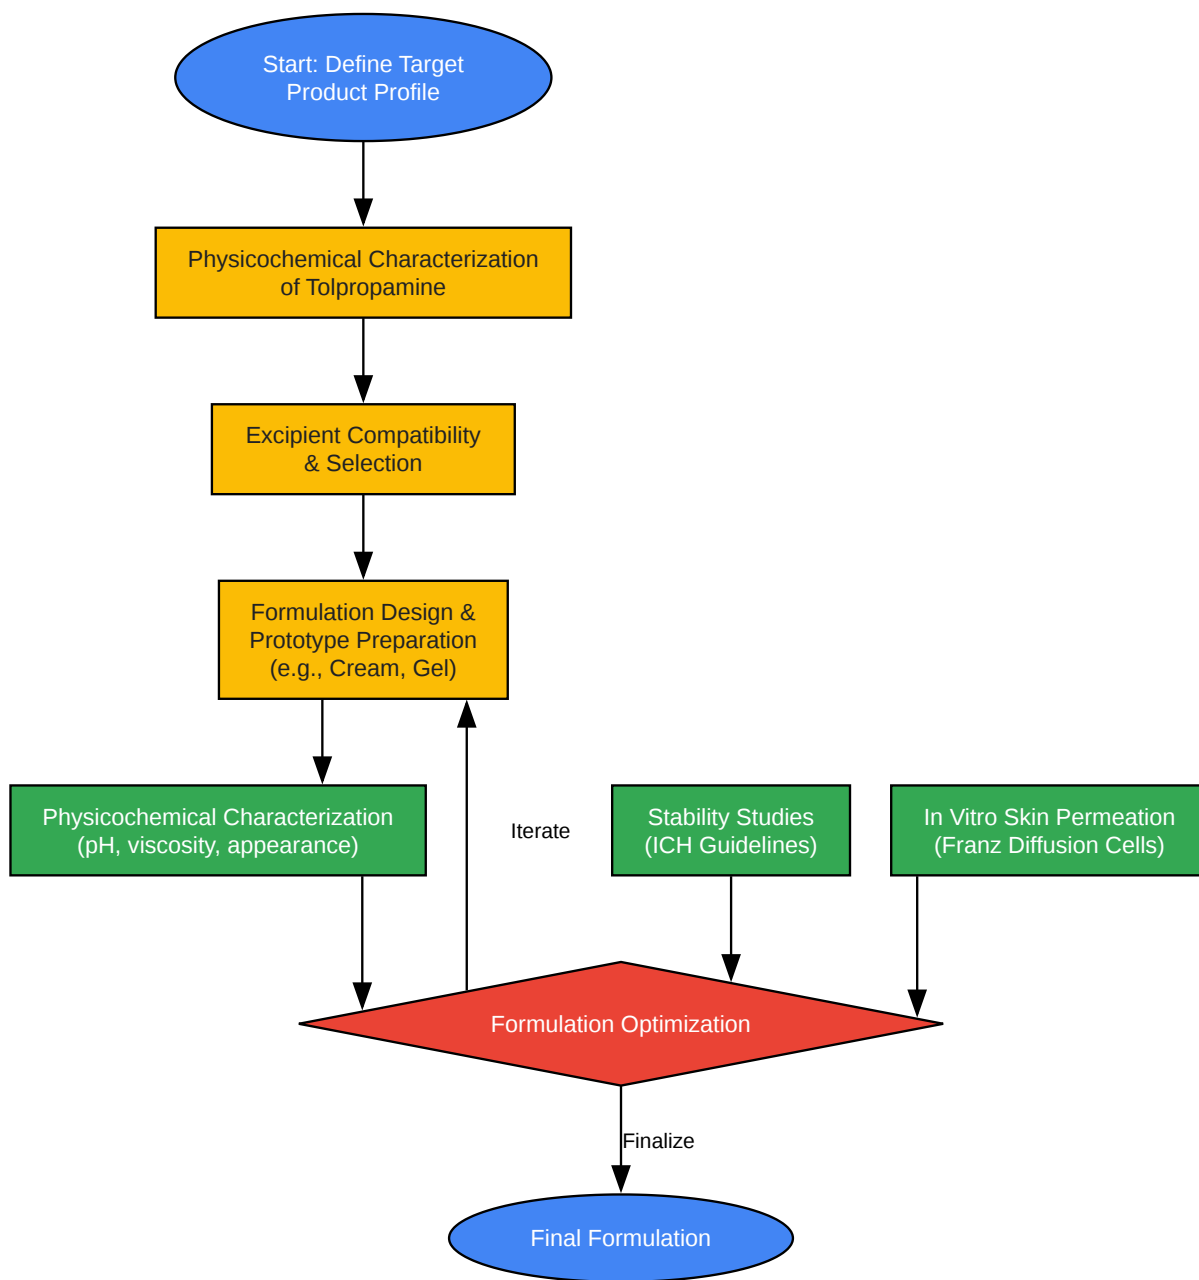 Start: Define Target
Product Profile
Physicochemical Characterization
of Tolpropamine
Excipient Compatibility
& Selection
Formulation Design &
Prototype Preparation
(e.g., Cream, Gel)
Physicochemical Characterization
(pH, viscosity, appearance)
Iterate
Stability Studies
(ICH Guidelines)
In Vitro Skin Permeation
(Franz Diffusion Cells)
Formulation Optimization
Finalize
Final Formulation